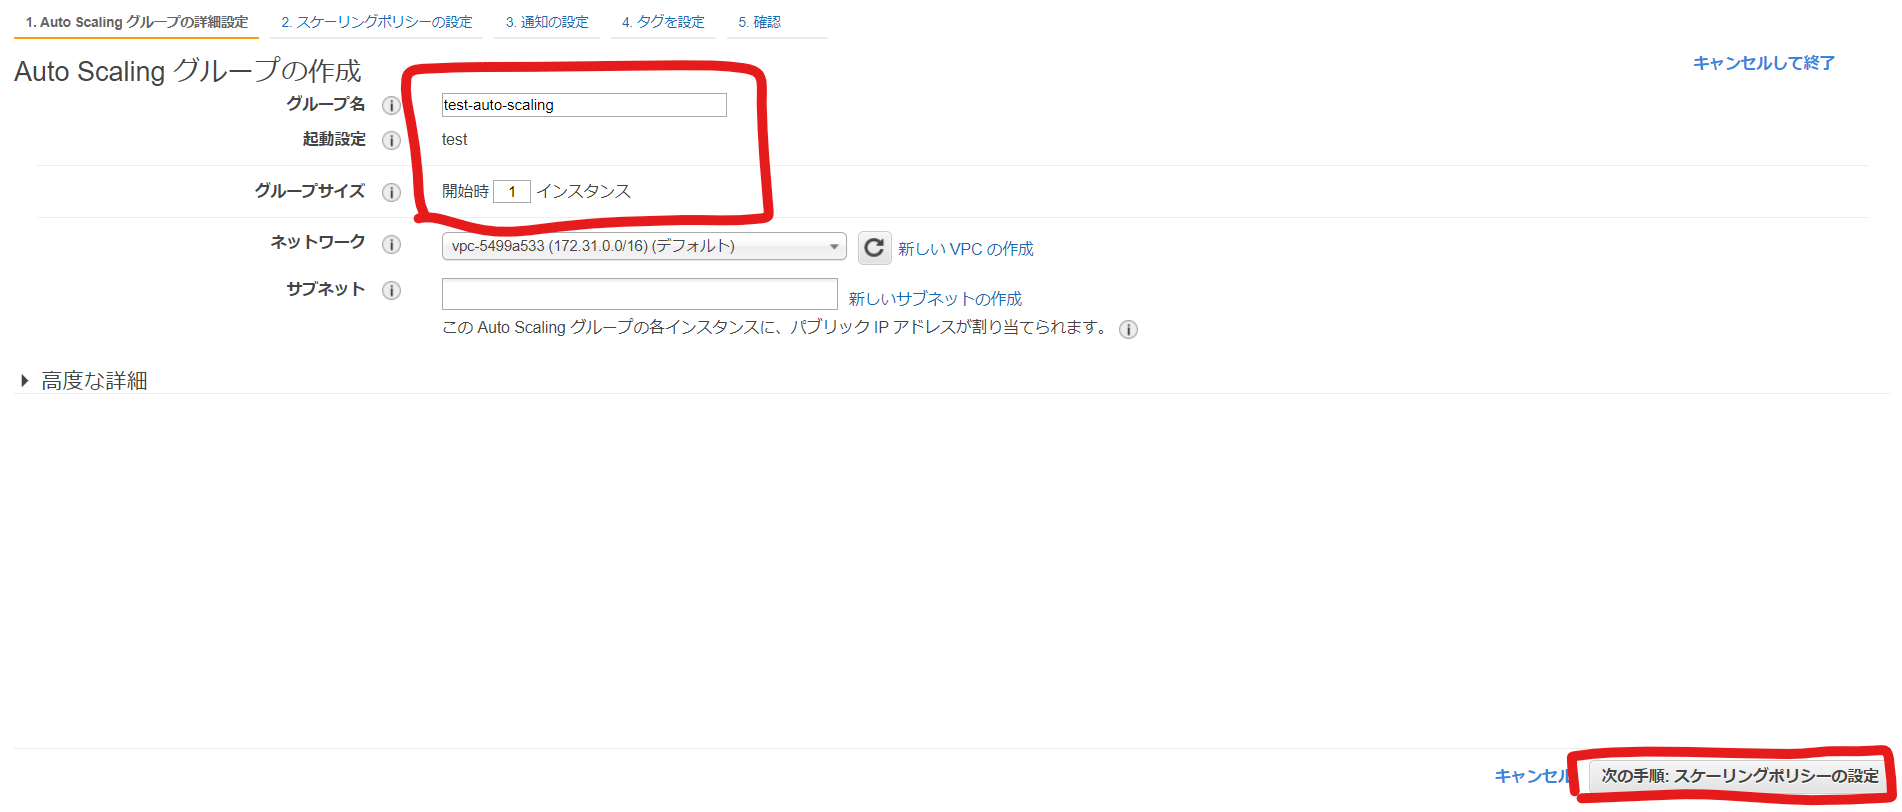 1. Auto Scaling グループの詳細設定 2. スケーリングポリシーの設定 3. 通知の設定 4. タグを設定 5. 確認
Auto Scaling グループの作成
キャンセルして終了
グループ名 test-auto-scaling
起動設定 test
グループサイズ 開始時 1 インスタンス
ネットワーク vpc-5499a533 (172.31.0.0/16) (デフォルト) 新しい VPC の作成
サブネット 新しいサブネットの作成
この Auto Scaling グループの各インスタンスに、パブリック IP アドレスが割り当てられます。
高度な詳細
キャンセル 次の手順: スケーリングポリシーの設定